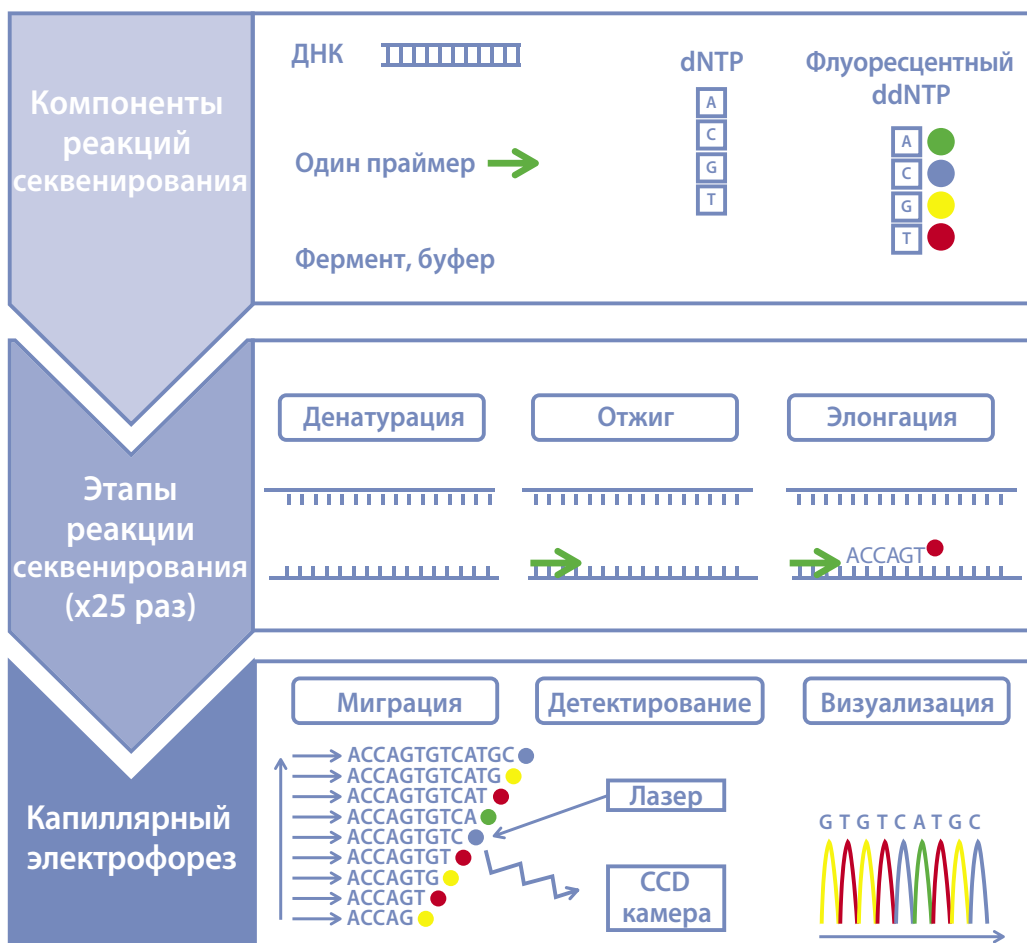 Компоненты
реакций
секвенирования
ДНК
Один праймер
Фермент, буфер
dNTP
A
C
G
T
Флуоресцентный
ddNTP
A
C
G
T
Этапы
реакции
секвенирования
(x25 раз)
Денатурация
Отжиг
Элонгация
ACCAGT
Капиллярный
электрофорез
Миграция
ACCAGTGTCATGC
ACCAGTGTCATG
ACCAGTGTCAT
ACCAGTGTCA
ACCAGTGTC
ACCAGTGT
ACCAGTG
ACCAGT
ACCAG
Детектирование
Лазер
CCD
камера
Визуализация
G T G T C A T G C